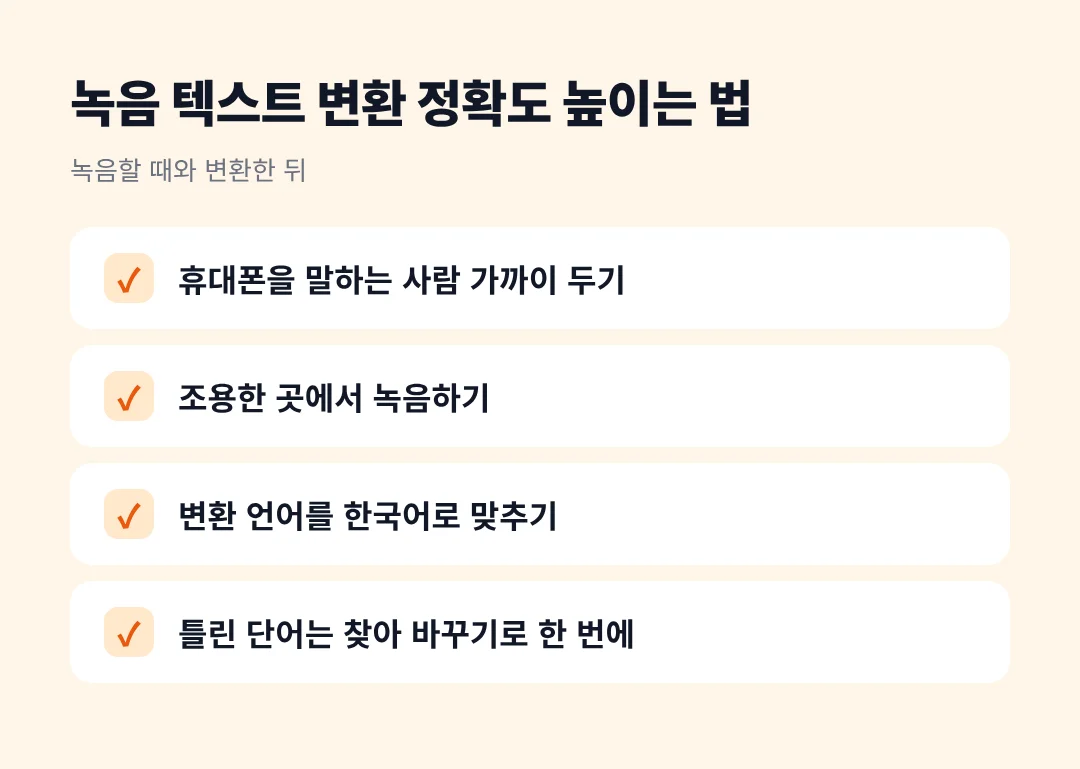 녹음 텍스트 변환 정확도 높이는 법
녹음할 때와 변환한 뒤
휴대폰을 말하는 사람 가까이 두기
조용한 곳에서 녹음하기
변환 언어를 한국어로 맞추기
틀린 단어는 찾아 바꾸기로 한 번에